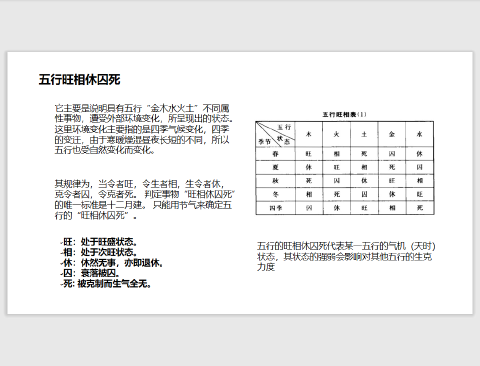 五行旺相休囚死
它主要是说明具有五行“金木水火土”不同属
性事物，遭受外部环境变化，所呈现出的状态。
这里环境变化主要指的是四季气候变化，四季
的变迁，由于寒暖燥湿昼夜长短的不同，所以
五行也受自然变化而变化。
其规律为，当令者旺，令生者相，生令者休，
克令者囚，令克者死。 判定事物“旺相休囚死”
的唯一标准是十二月建。 只能用节气来确定五
行的“旺相休囚死”。
-旺：处于旺盛状态。
-相：处于次旺状态。
-休：休然无事，亦即退休。
-囚：衰落被囚。
-死: 被克制而生气全无。
五行旺相表(1)
五行 状态 季节 木 火 土 金 水
春 旺 相 死 囚 休
夏 休 旺 相 死 囚
秋 死 囚 休 旺 相
冬 相 死 囚 休 旺
四季 囚 休 旺 相 死
五行的旺相休囚死代表某一五行的气机（天时）
状态，其状态的强弱会影响对其他五行的生克
力度